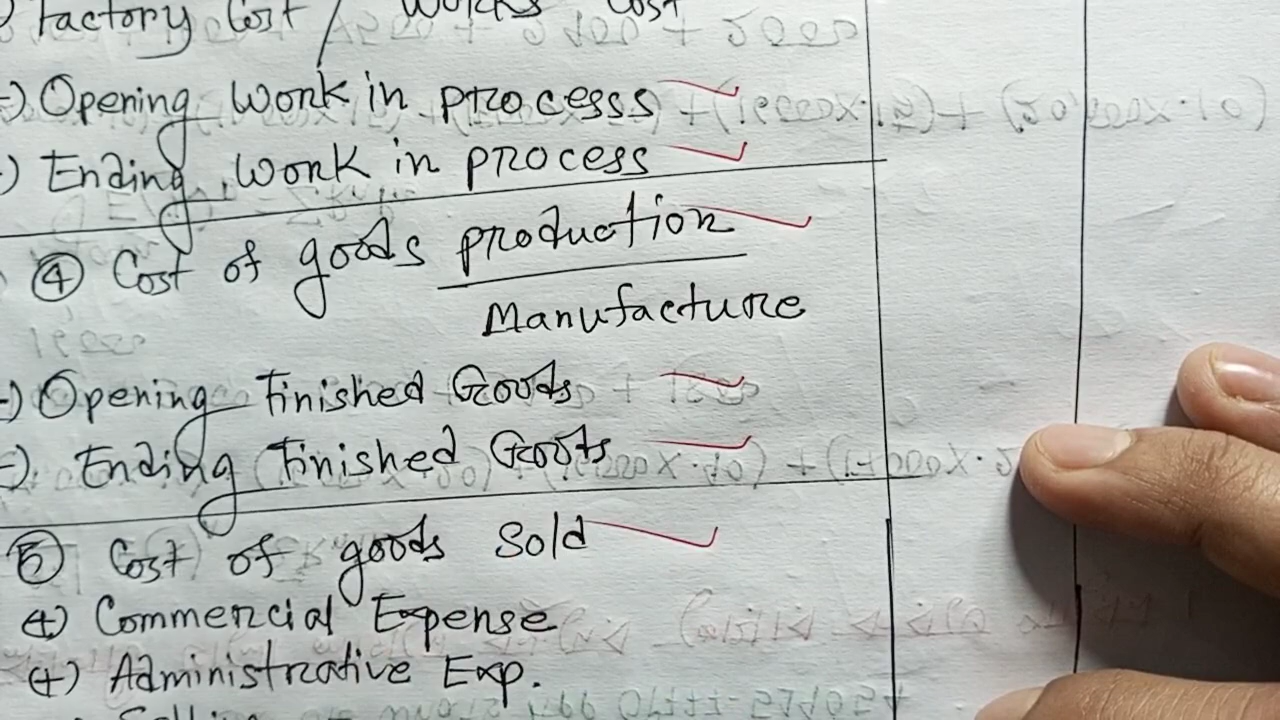 Factory Cost / Works Cost
-) Opening Work in processs
-) Ending Work in process
④ Cost of goods production
Manufacture
-) Opening Finished Goods
-). Ending Finished Goots
⑤ Cost of goods Sold
(+) Commercial Expense
(+) Administrative Exp.